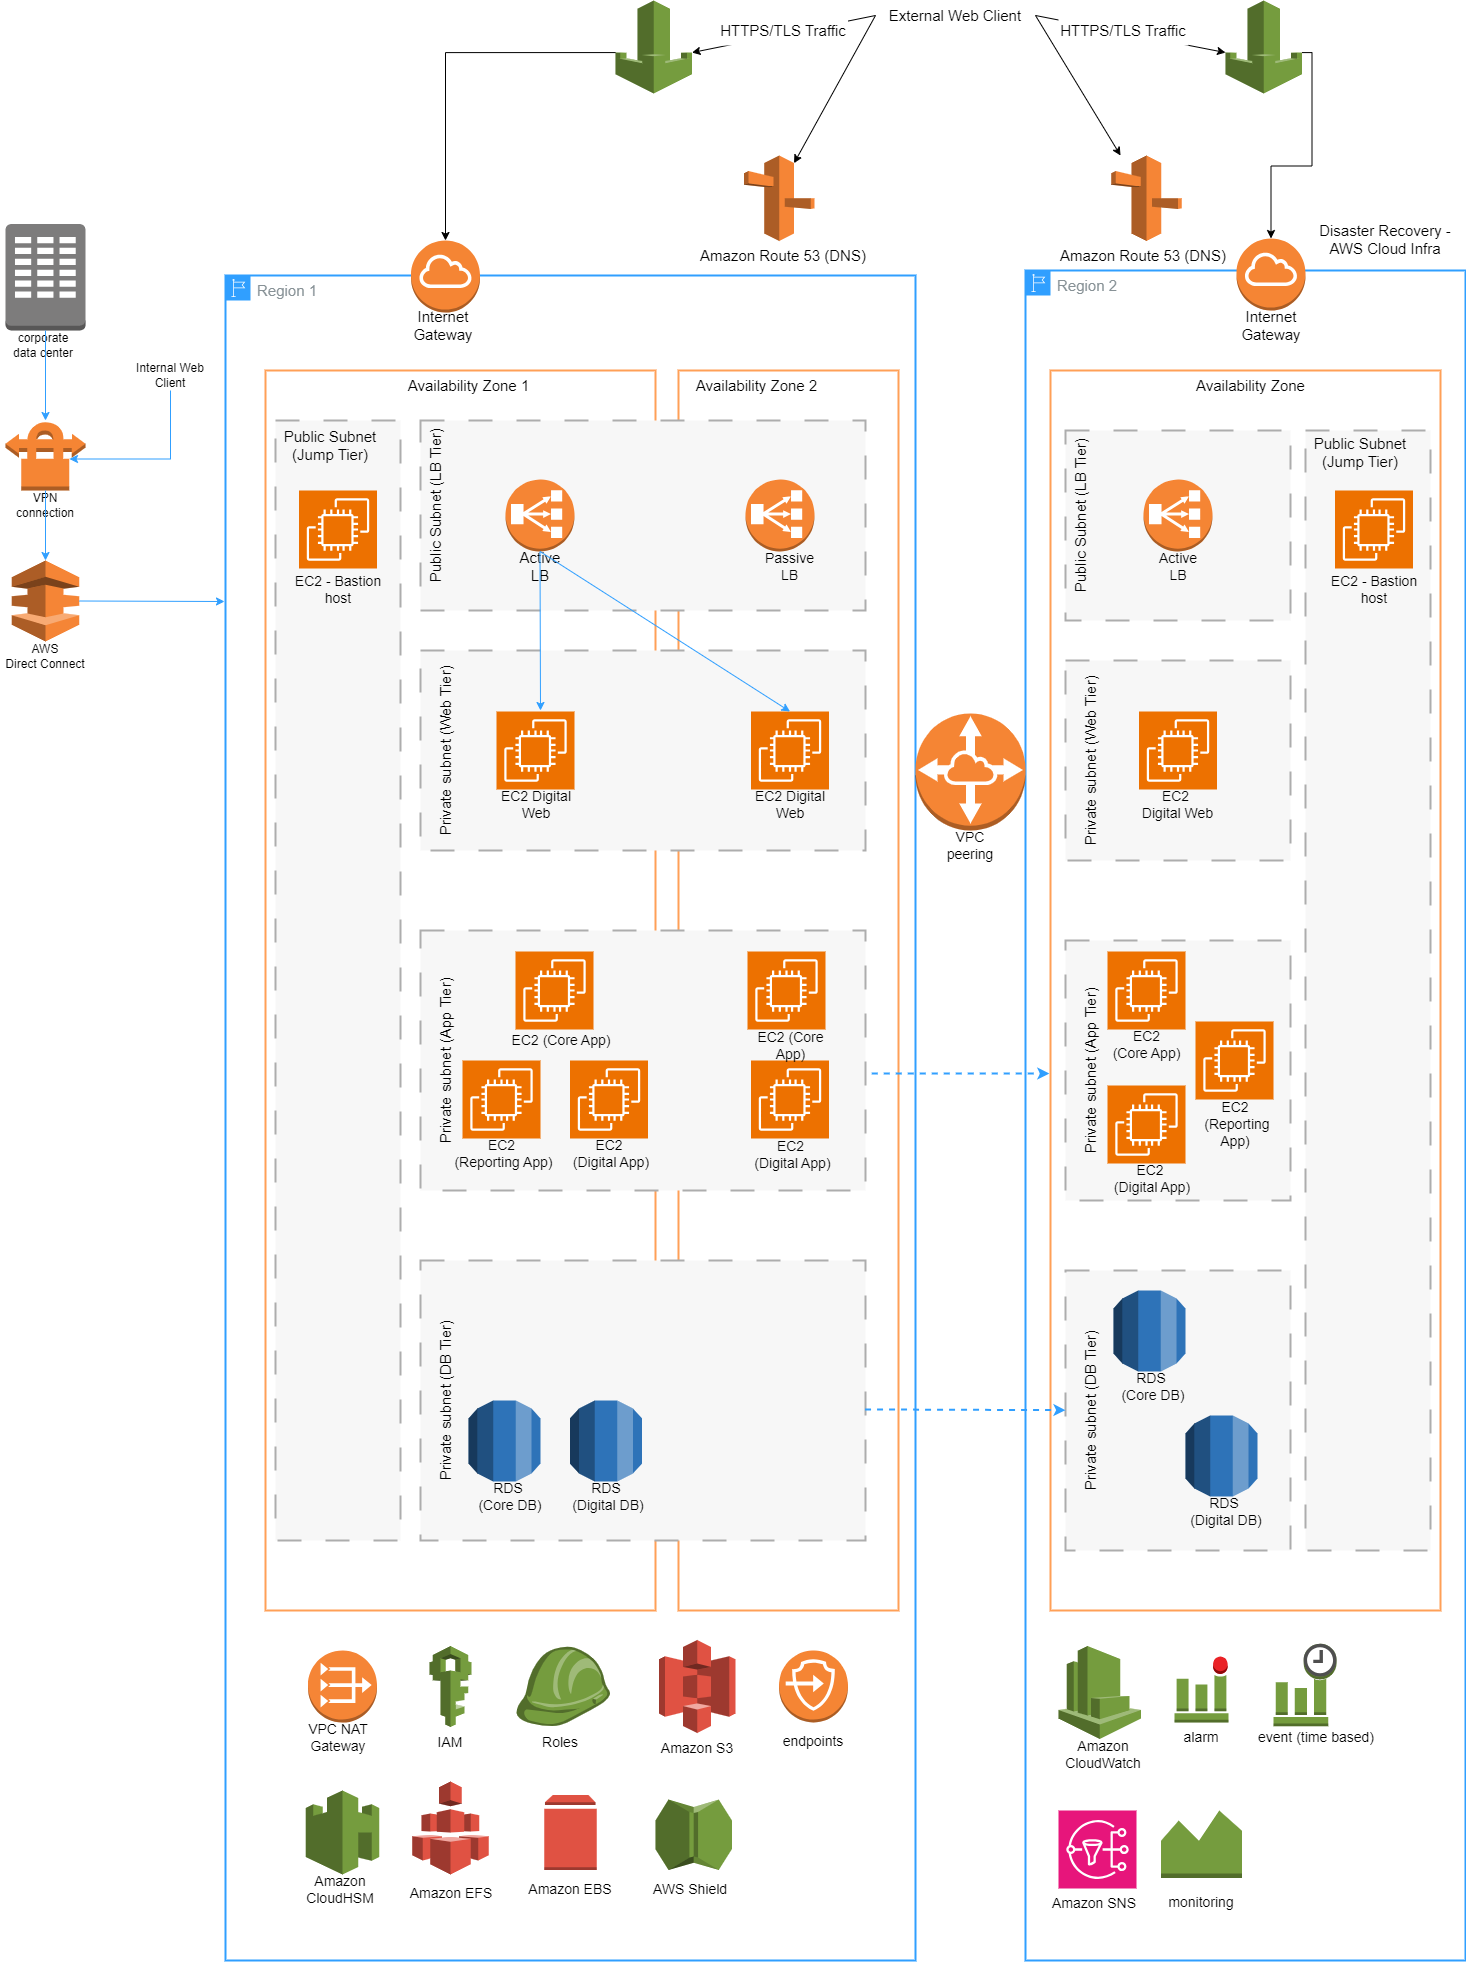 External Web Client
HTTPS/TLS Traffic
HTTPS/TLS Traffic
Amazon Route 53 (DNS)
Amazon Route 53 (DNS)
Disaster Recovery -
AWS Cloud Infra
corporate
data center
Internal Web
Client
VPN
connection
AWS
Direct Connect
Region 1
Internet
Gateway
Availability Zone 1
Availability Zone 2
Public Subnet
(Jump Tier)
EC2 - Bastion
host
Public Subnet (LB Tier)
Active
LB
Passive
LB
Private subnet (Web Tier)
EC2 Digital
Web
EC2 Digital
Web
Private subnet (App Tier)
EC2 (Core App)
EC2 (Core
App)
EC2
(Reporting App)
EC2
(Digital App)
EC2
(Digital App)
Private subnet (DB Tier)
RDS
(Core DB)
RDS
(Digital DB)
VPC NAT
Gateway
IAM
Roles
Amazon S3
endpoints
Amazon
CloudHSM
Amazon EFS
Amazon EBS
AWS Shield
VPC
peering
Region 2
Internet
Gateway
Availability Zone
Public Subnet (LB Tier)
Active
LB
Public Subnet
(Jump Tier)
EC2 - Bastion
host
Private subnet (Web Tier)
EC2
Digital Web
Private subnet (App Tier)
EC2
(Core App)
EC2
(Reporting
App)
EC2
(Digital App)
Private subnet (DB Tier)
RDS
(Core DB)
RDS
(Digital DB)
Amazon
CloudWatch
alarm
event (time based)
Amazon SNS
monitoring